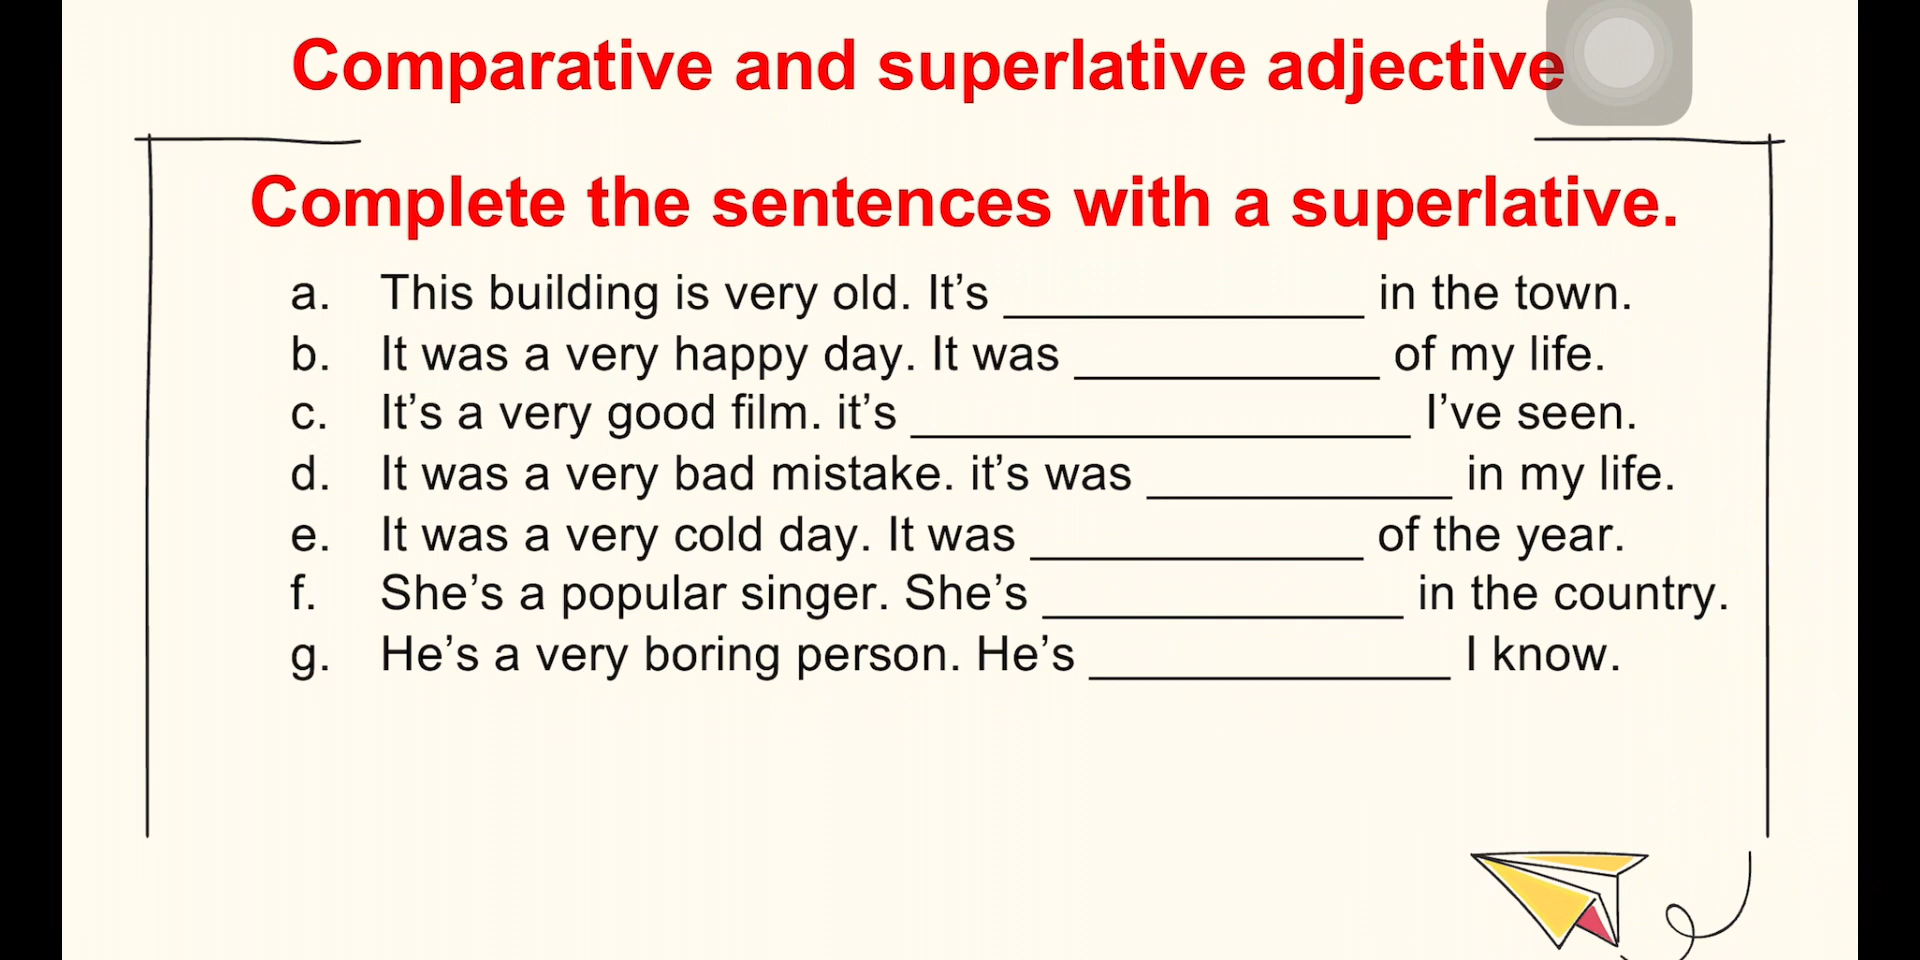 Comparative and superlative adjective
Complete the sentences with a superlative.
a. This building is very old. It’s _______________ in the town.
b. It was a very happy day. It was ____________ of my life.
c. It’s a very good film. it’s ____________________ I’ve seen.
d. It was a very bad mistake. it’s was ____________ in my life.
e. It was a very cold day. It was _____________ of the year.
f. She’s a popular singer. She’s ______________ in the country.
g. He’s a very boring person. He’s ______________ I know.